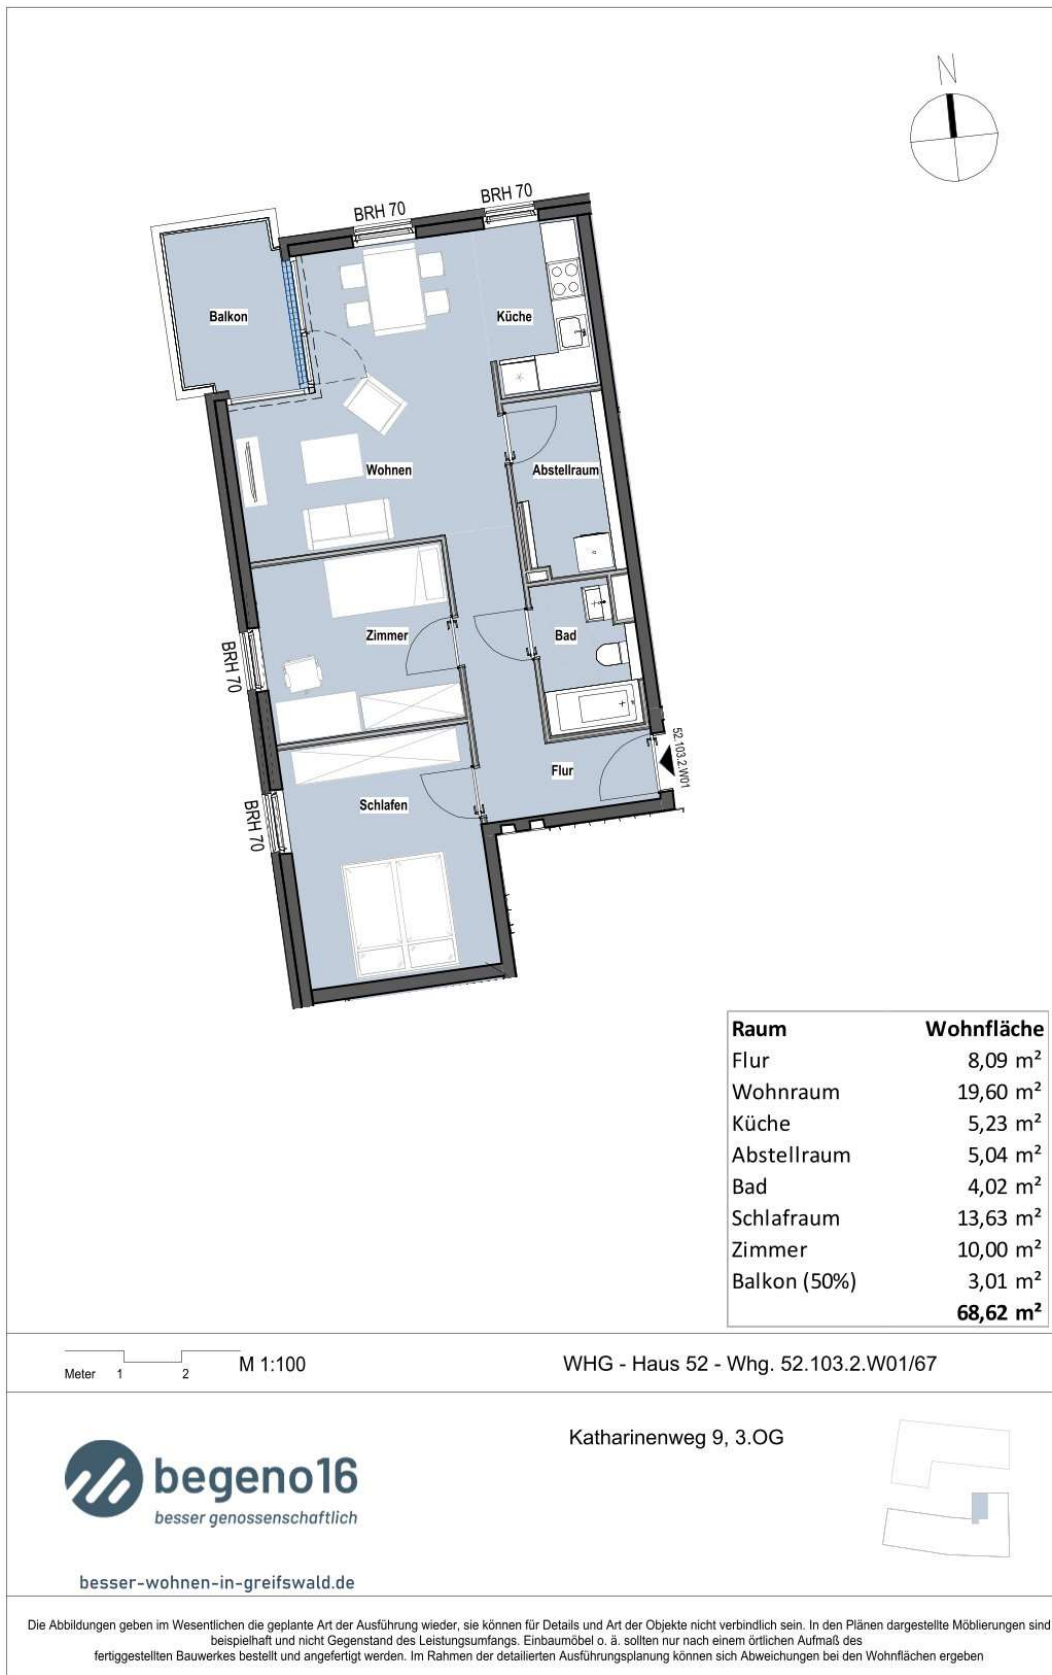 N
BRH 70
BRH 70
Balkon
Küche
Wohnen
Abstellraum
Zimmer
Bad
BRH 70
52.103.2.W01
Flur
Schlafen
BRH 70
Raum Wohnfläche
Flur 8,09 m²
Wohnraum 19,60 m²
Küche 5,23 m²
Abstellraum 5,04 m²
Bad 4,02 m²
Schlafraum 13,63 m²
Zimmer 10,00 m²
Balkon (50%) 3,01 m²
68,62 m²
Meter 1 2 M 1:100
WHG - Haus 52 - Whg. 52.103.2.W01/67
Katharinenweg 9, 3.OG
begeno16
besser genossenschaftlich
besser-wohnen-in-greifswald.de
Die Abbildungen geben im Wesentlichen die geplante Art der Ausführung wieder, sie können für Details und Art der Objekte nicht verbindlich sein. In den Plänen dargestellte Möblierungen sind
beispielhaft und nicht Gegenstand des Leistungsumfangs. Einbaumöbel o. ä. sollten nur nach einem örtlichen Aufmaß des
fertiggestellten Bauwerkes bestellt und angefertigt werden. Im Rahmen der detailierten Ausführungsplanung können sich Abweichungen bei den Wohnflächen ergeben